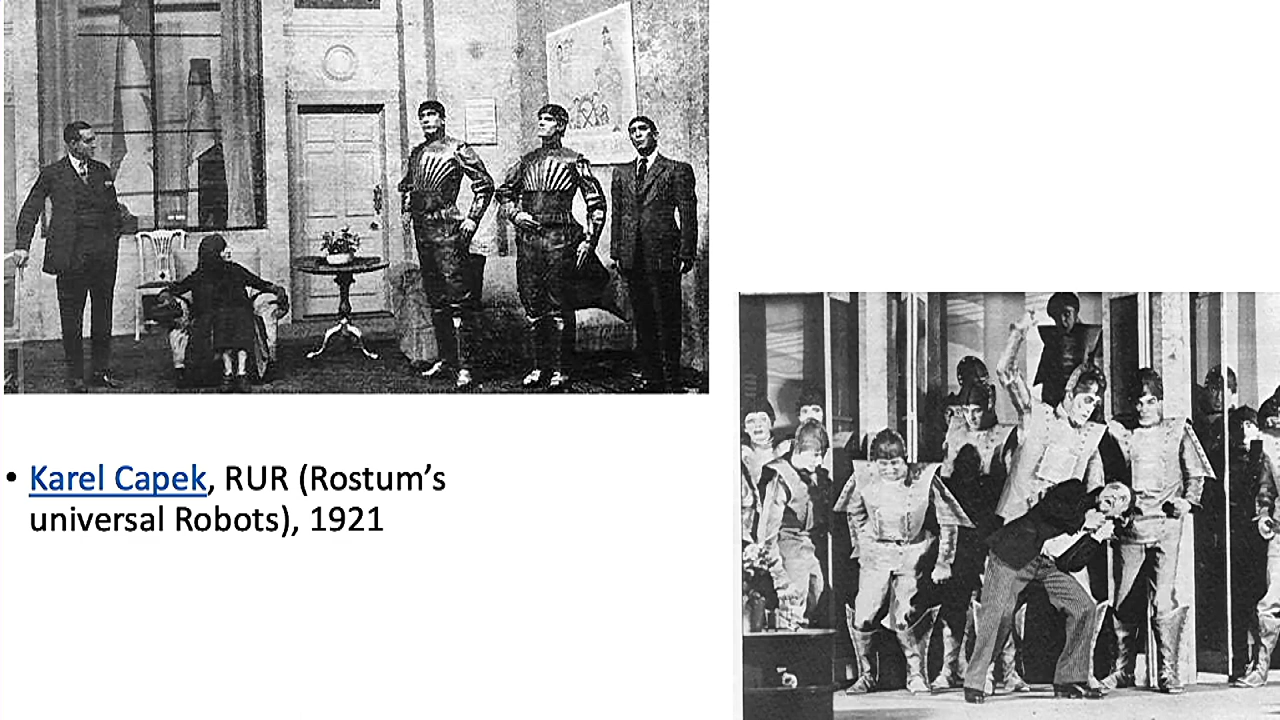 • Karel Capek, RUR (Rostum’s
universal Robots), 1921